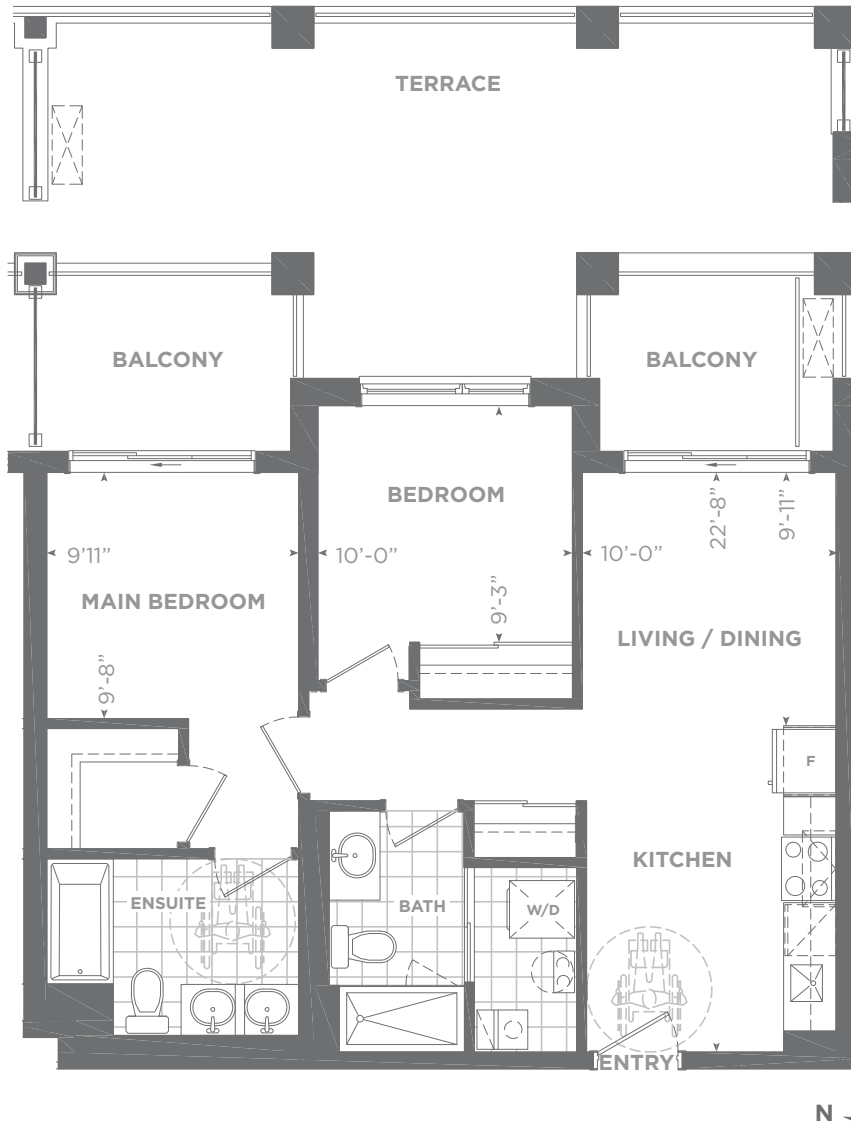 TERRACE
BALCONY
BALCONY
BEDROOM
22'-8"
9'-11"
9'11"
10'-0"
10'-0"
MAIN BEDROOM
9'-3"
LIVING / DINING
9'-8"
F
KITCHEN
ENSUITE
BATH
W/D
ENTRY
N